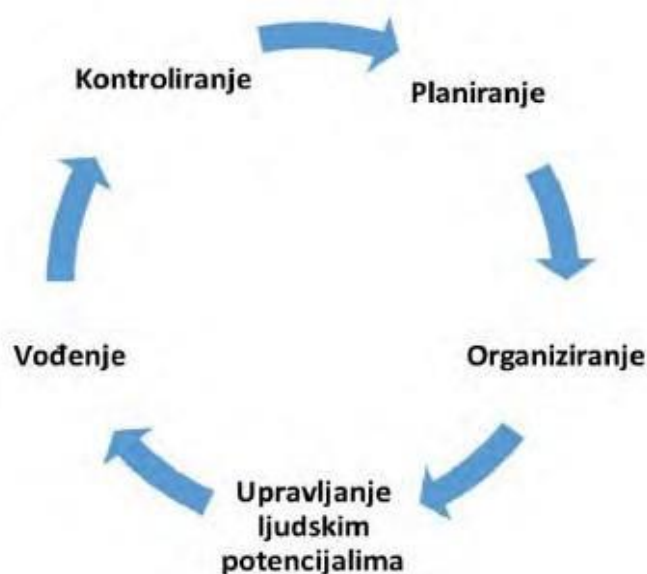 Kontroliranje
Planiranje
Vođenje
Organiziranje
Upravljanje
ljudskim
potencijalima